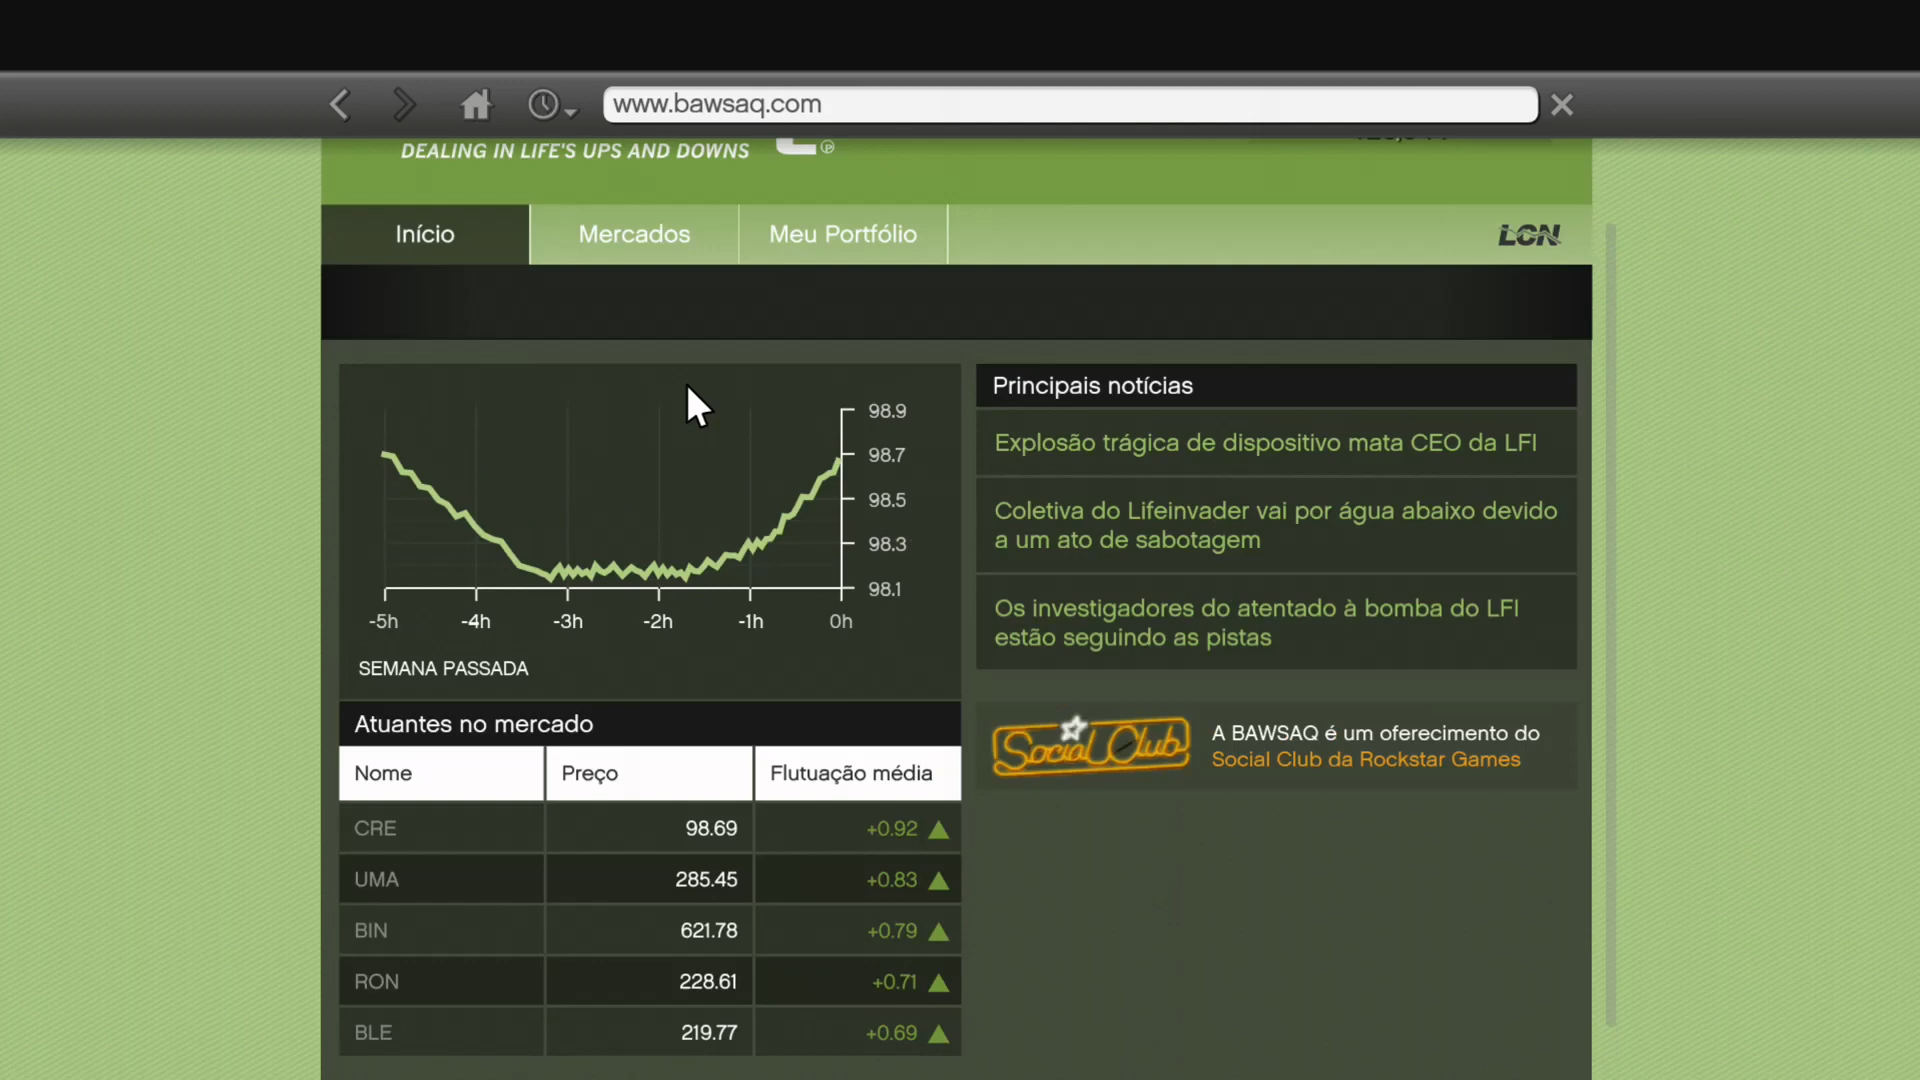 www.bawsaq.com
DEALING IN LIFE'S UPS AND DOWNS
Início
Mercados
Meu Portfólio
LCN
98.9
98.7
98.5
98.3
98.1
-5h
-4h
-3h
-2h
-1h
0h
SEMANA PASSADA
Atuantes no mercado
Nome Preço Flutuação média
CRE 98.69 +0.92
UMA 285.45 +0.83
BIN 621.78 +0.79
RON 228.61 +0.71
BLE 219.77 +0.69
Principais notícias
Explosão trágica de dispositivo mata CEO da LFI
Coletiva do Lifeinvader vai por água abaixo devido
a um ato de sabotagem
Os investigadores do atentado à bomba do LFI
estão seguindo as pistas
Social Club
A BAWSAQ é um oferecimento do
Social Club da Rockstar Games